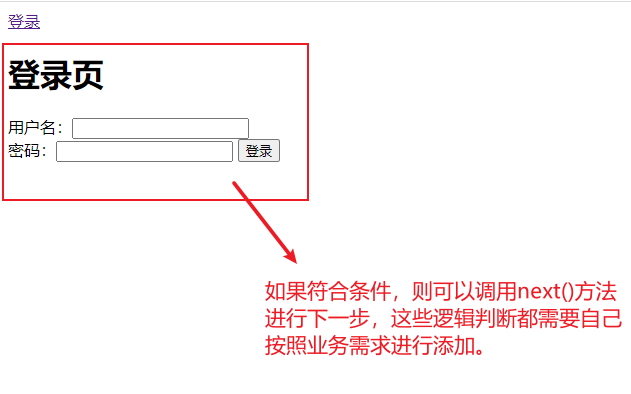 登录
登录页
用户名：
密码： 登录
如果符合条件，则可以调用next()方法
进行下一步，这些逻辑判断都需要自己
按照业务需求进行添加。